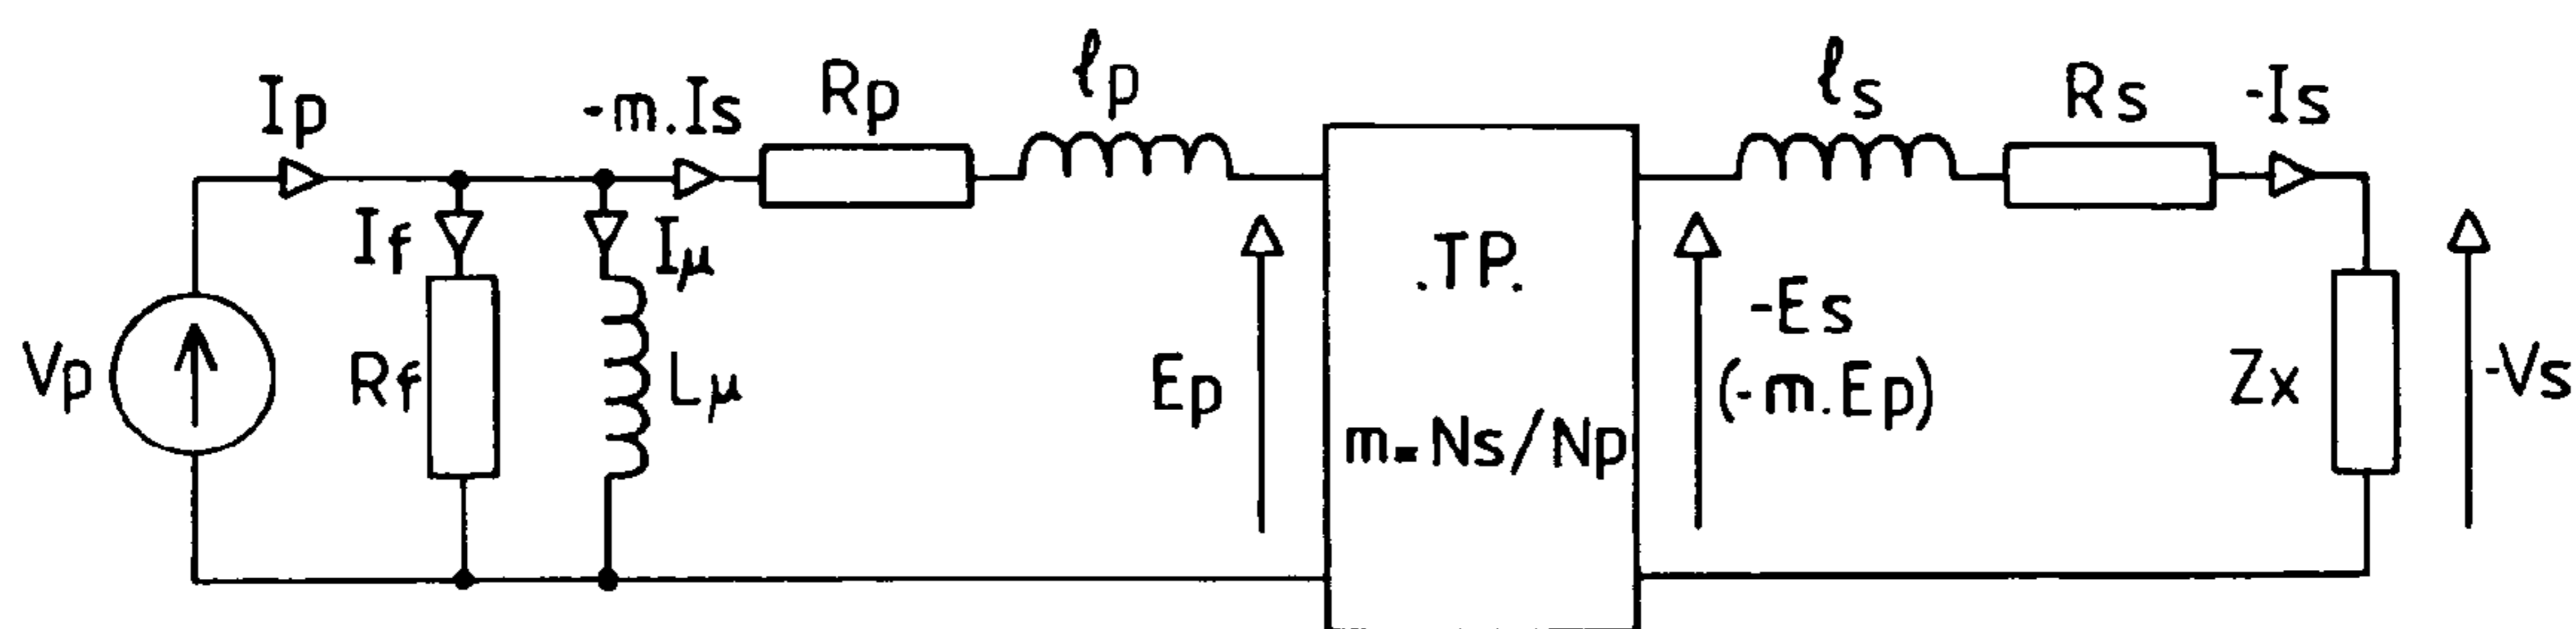 Ip
-m.Is
Rp
ℓp
ℓs
Rs
-Is
If
Iμ
Vp
Rf
Lμ
Ep
.TP.
m=Ns/Np
-Es
(-m.Ep)
Zx
-Vs